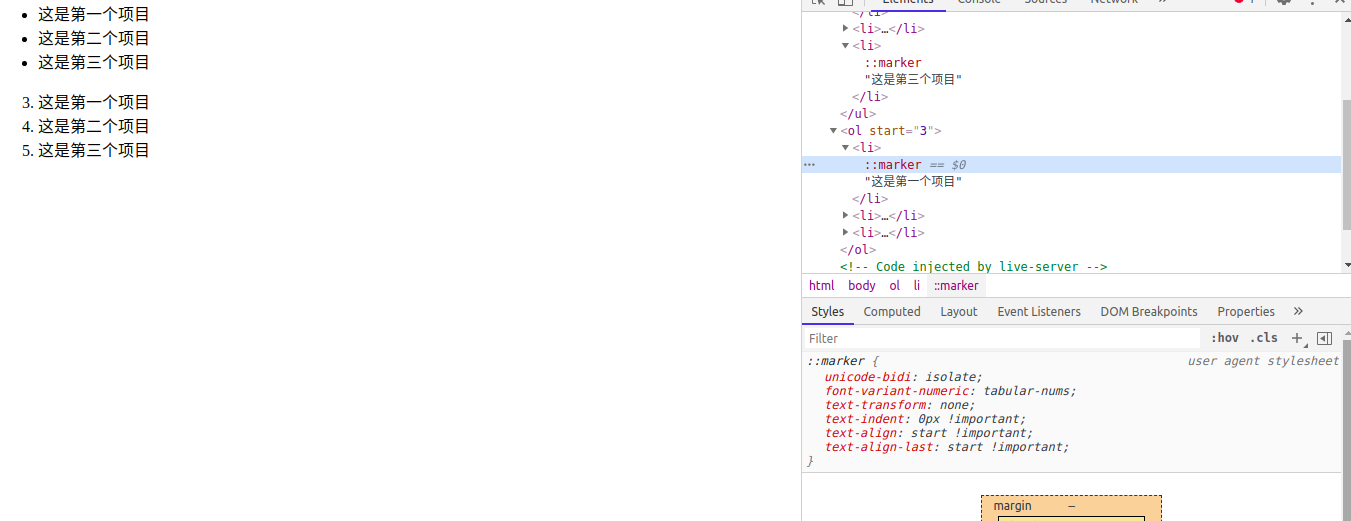 • 这是第一个项目
• 这是第二个项目
• 这是第三个项目
3. 这是第一个项目
4. 这是第二个项目
5. 这是第三个项目
Elements Console Sources Network »
</li>
<li>…</li>
<li>
::marker
"这是第三个项目"
</li>
</ul>
<ol start="3">
<li>
::marker == $0
"这是第一个项目"
</li>
<li>…</li>
<li>…</li>
</ol>
<!-- Code injected by live-server -->
html body ol li ::marker
Styles Computed Layout Event Listeners DOM Breakpoints Properties »
Filter :hov .cls +
::marker { user agent stylesheet
unicode-bidi: isolate;
font-variant-numeric: tabular-nums;
text-transform: none;
text-indent: 0px !important;
text-align: start !important;
text-align-last: start !important;
}
margin –